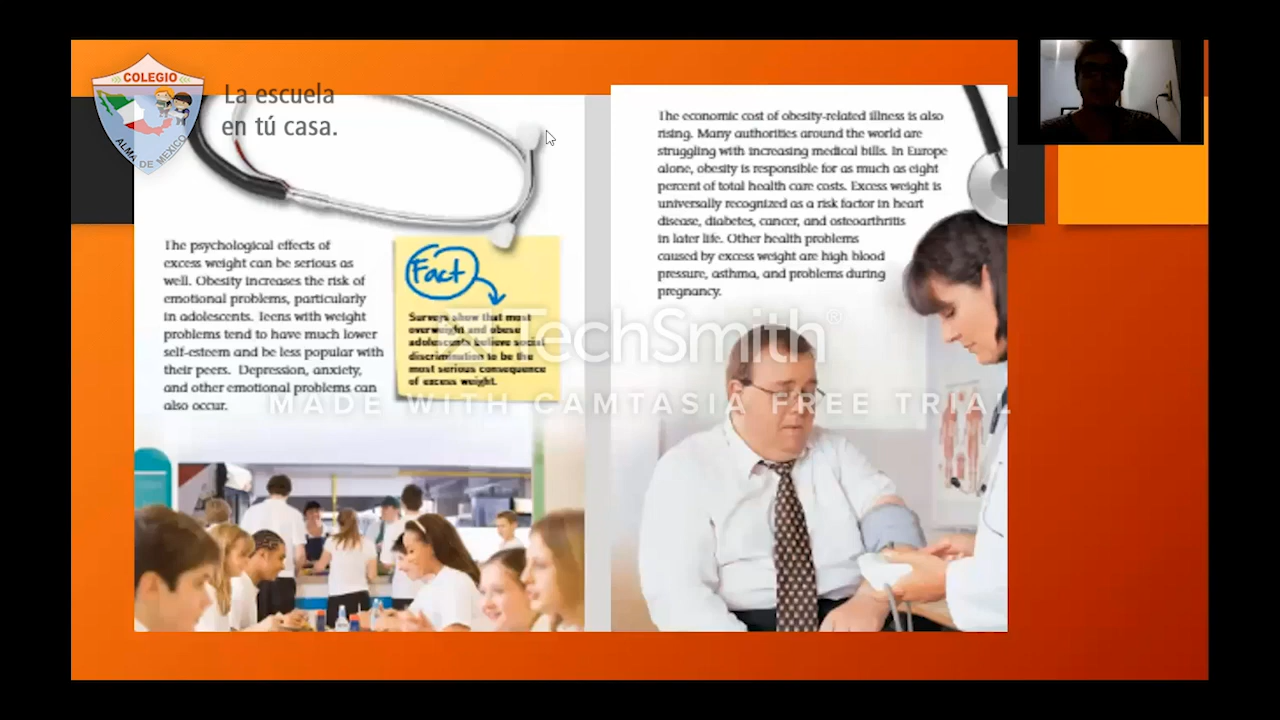 COLEGIO
ALMA DE MEXICO
La escuela
en tú casa.
The psychological effects of
excess weight can be serious as
well. Obesity increases the risk of
emotional problems, particularly
in adolescents. Teens with weight
problems tend to have much lower
self-esteem and be less popular with
their peers. Depression, anxiety,
and other emotional problems can
also occur.
Fact
Surveys show that most
overweight and obese
adolescents believe social
discrimination to be the
most serious consequence
of excess weight.
The economic cost of obesity-related illness is also
rising. Many authorities around the world are
struggling with increasing medical bills. In Europe
alone, obesity is responsible for as much as eight
percent of total health care costs. Excess weight is
universally recognized as a risk factor in heart
disease, diabetes, cancer, and osteoarthritis
in later life. Other health problems
caused by excess weight are high blood
pressure, asthma, and problems during
pregnancy.
TechSmith®
MADE WITH CAMTASIA FREE TRIAL